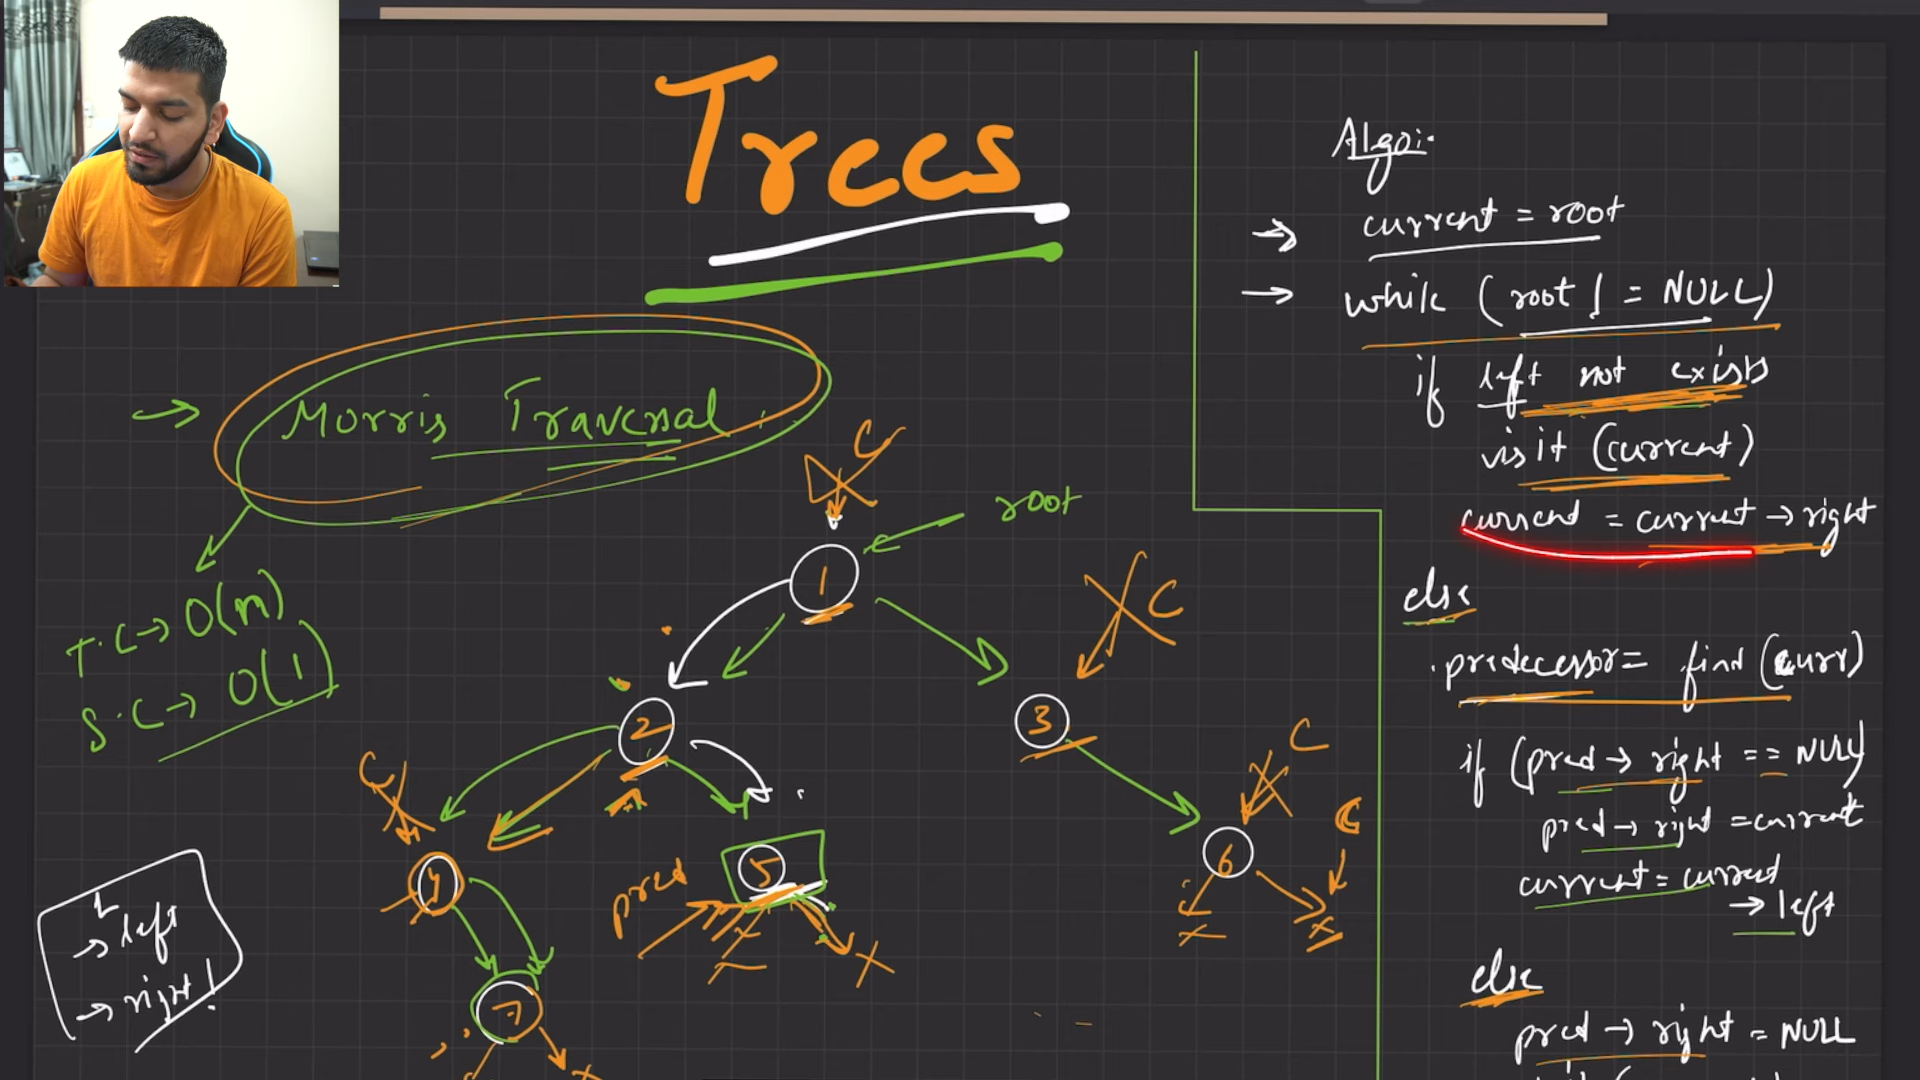 Trees
Morris Traversal
T.C → O(n)
S.C → O(1)
C
root
1
C
2
3
C
C
C
4
pred
5
6
x
x
x
x
7
x
L
→ left
→ right!
Algo:-
→ current = root
→ while (root != NULL)
if left not exists
visit (current)
current = current → right
else
predecessor = find (curr)
if (pred → right == NULL)
pred → right = current
current = current
→ left
else
pred → right = NULL